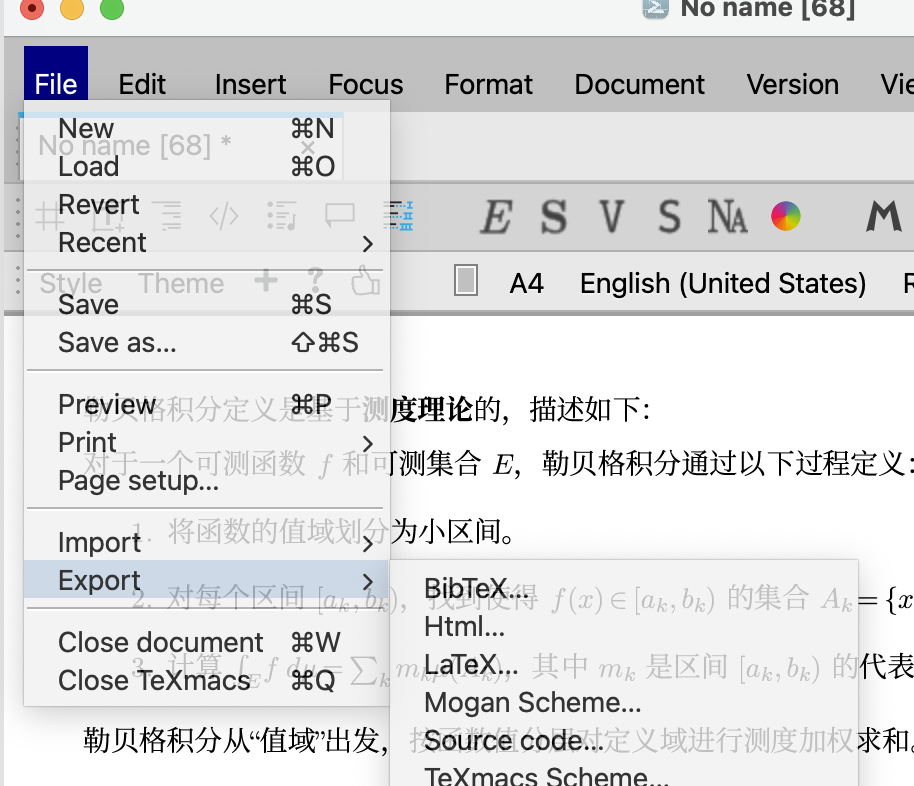 No name [68]
File Edit Insert Focus Format Document Version Vie
No name [68] * ×
New ⌘N
Load ⌘O
Revert
Recent
E S V S NA M
Style Theme + ? A4 English (United States) R
Save ⌘S
Save as... ⇧⌘S
Preview ⌘P
Print
Page setup...
Import
Export
Close document ⌘W
Close TeXmacs ⌘Q
BibTeX...
Html...
LaTeX...
Mogan Scheme...
Source code...
TeXmacs Scheme...
勒贝格积分定义是基于测度理论的，描述如下：
对于一个可测函数 f 和可测集合 E，勒贝格积分通过以下过程定义：
1. 将函数的值域划分为小区间。
2. 对每个区间 [a_k, b_k)，找到使得 f(x)∈[a_k, b_k) 的集合 A_k={x
3. 计算 ∫_E f dμ=∑_k m_k μ(A_k)，其中 m_k 是区间 [a_k, b_k) 的代表
勒贝格积分从“值域”出发，按函数值分层对定义域进行测度加权求和。